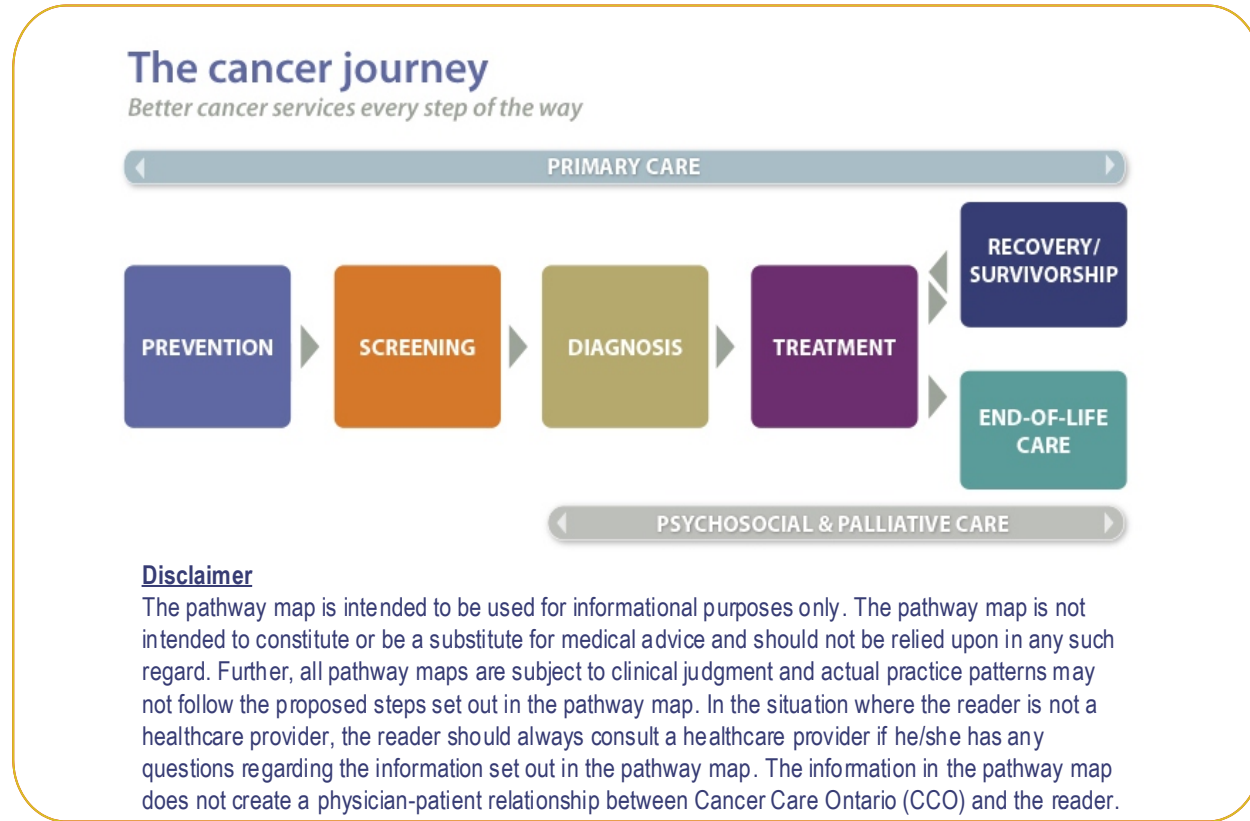 The cancer journey
Better cancer services every step of the way
PRIMARY CARE
PREVENTION
SCREENING
DIAGNOSIS
TREATMENT
RECOVERY/
SURVIVORSHIP
END-OF-LIFE
CARE
PSYCHOSOCIAL & PALLIATIVE CARE
Disclaimer
The pathway map is intended to be used for informational purposes only. The pathway map is not
intended to constitute or be a substitute for medical advice and should not be relied upon in any such
regard. Further, all pathway maps are subject to clinical judgment and actual practice patterns may
not follow the proposed steps set out in the pathway map. In the situation where the reader is not a
healthcare provider, the reader should always consult a healthcare provider if he/she has any
questions regarding the information set out in the pathway map. The information in the pathway map
does not create a physician-patient relationship between Cancer Care Ontario (CCO) and the reader.